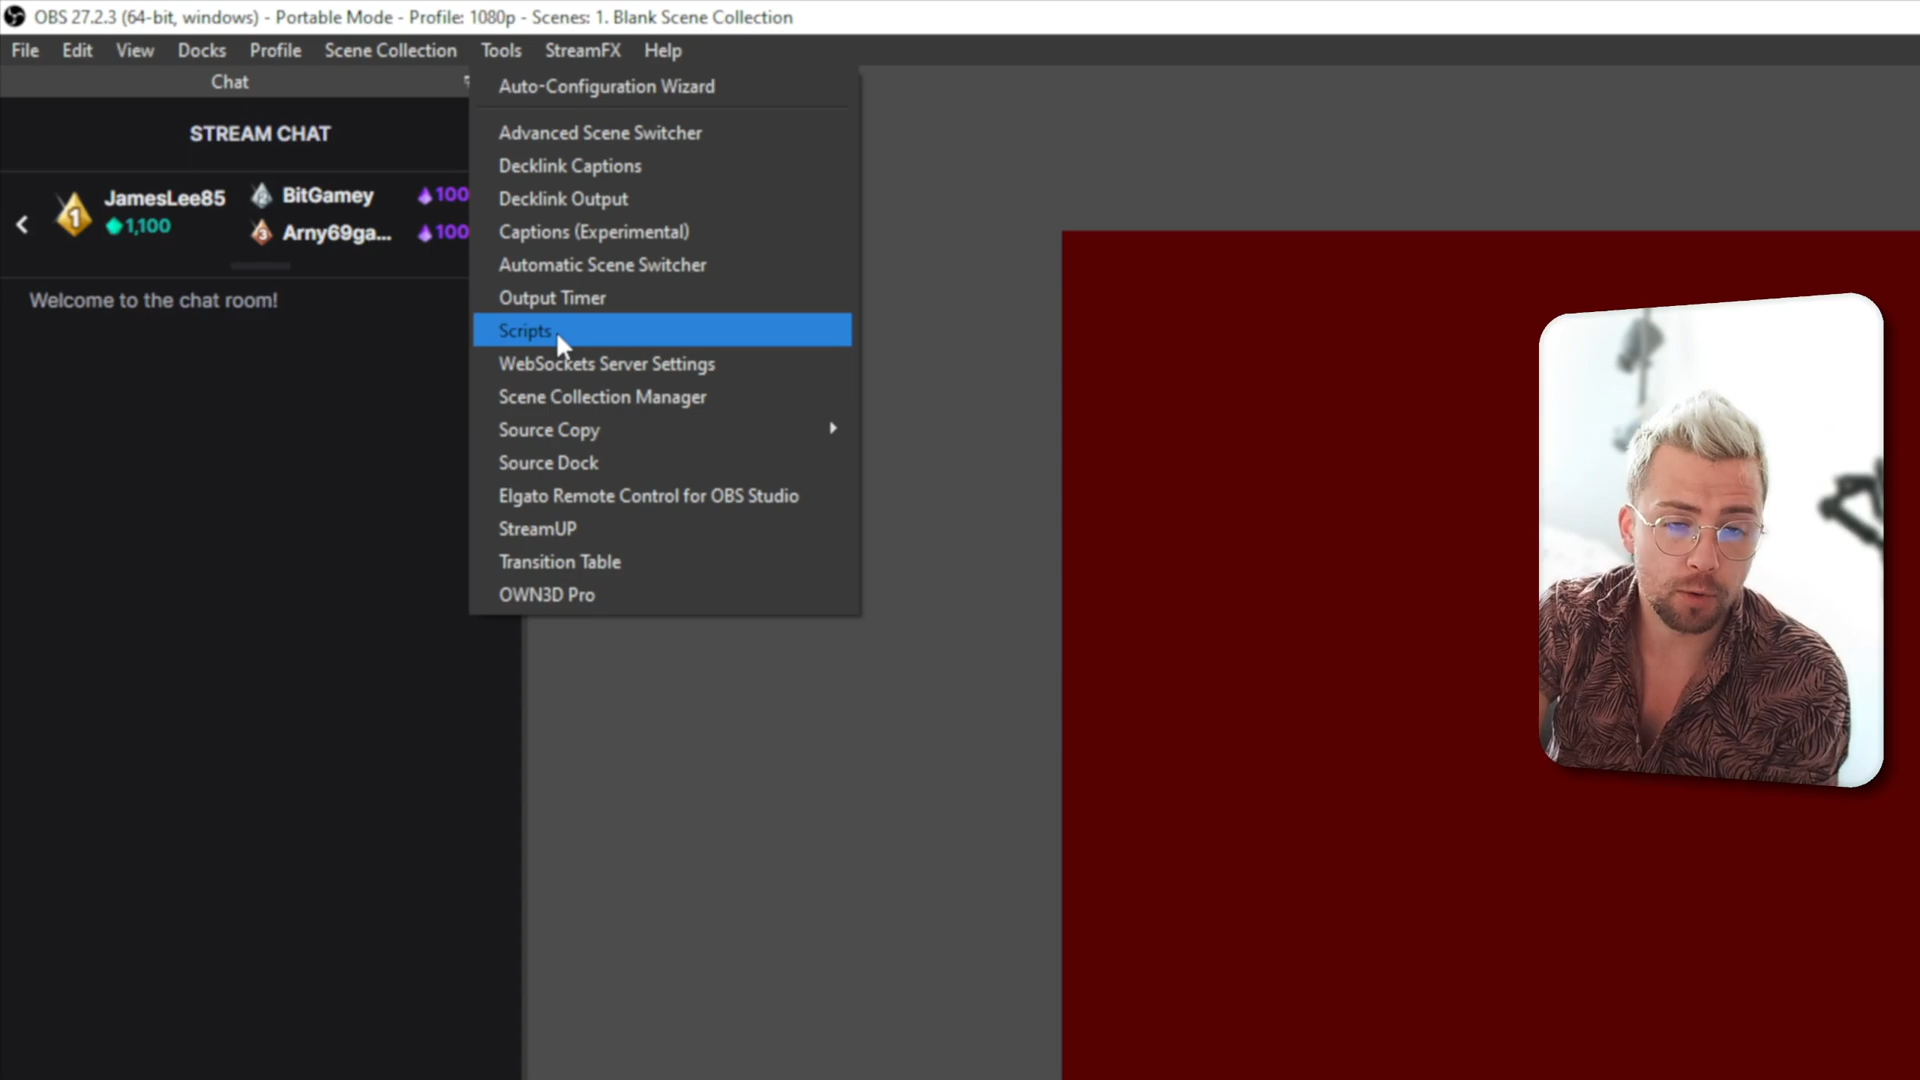 OBS 27.2.3 (64-bit, windows) - Portable Mode - Profile: 1080p - Scenes: 1. Blank Scene Collection
File Edit View Docks Profile Scene Collection Tools StreamFX Help
Chat
STREAM CHAT
1 JamesLee85
1,100
2 BitGamey 100
3 Arny69ga... 100
Welcome to the chat room!
Auto-Configuration Wizard
Advanced Scene Switcher
Decklink Captions
Decklink Output
Captions (Experimental)
Automatic Scene Switcher
Output Timer
Scripts
WebSockets Server Settings
Scene Collection Manager
Source Copy
Source Dock
Elgato Remote Control for OBS Studio
StreamUP
Transition Table
OWN3D Pro